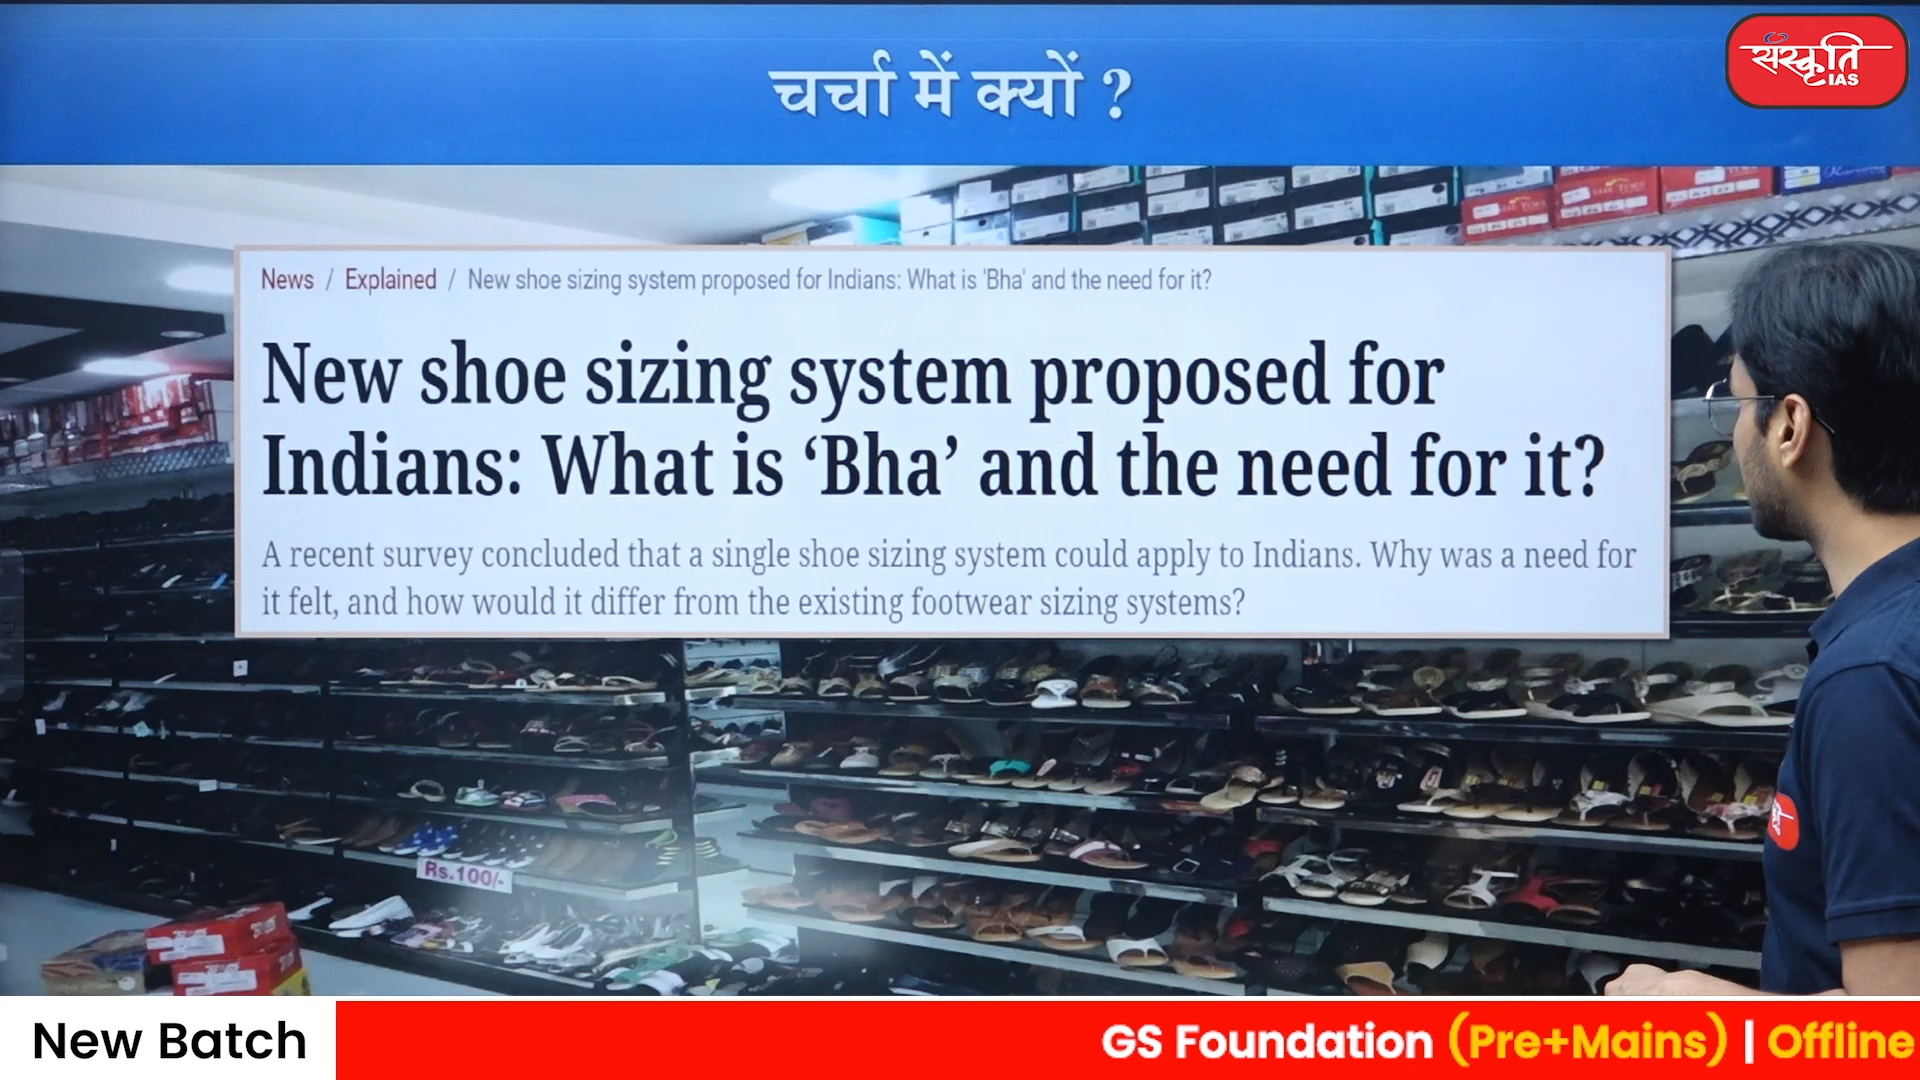 चर्चा में क्यों ?
संस्कृति
IAS
News / Explained / New shoe sizing system proposed for Indians: What is 'Bha' and the need for it?
New shoe sizing system proposed for
Indians: What is ‘Bha’ and the need for it?
A recent survey concluded that a single shoe sizing system could apply to Indians. Why was a need for
it felt, and how would it differ from the existing footwear sizing systems?
Rs.100/-
New Batch
GS Foundation (Pre+Mains) | Offline